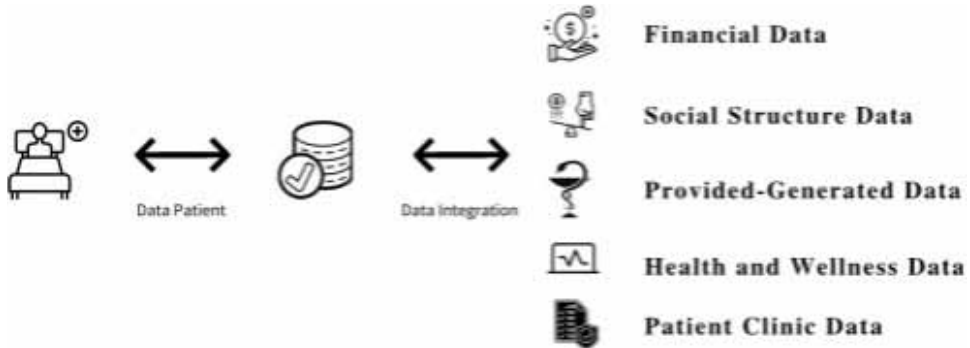 Financial Data
Social Structure Data
Data Patient
Data Integration
Provided-Generated Data
Health and Wellness Data
Patient Clinic Data